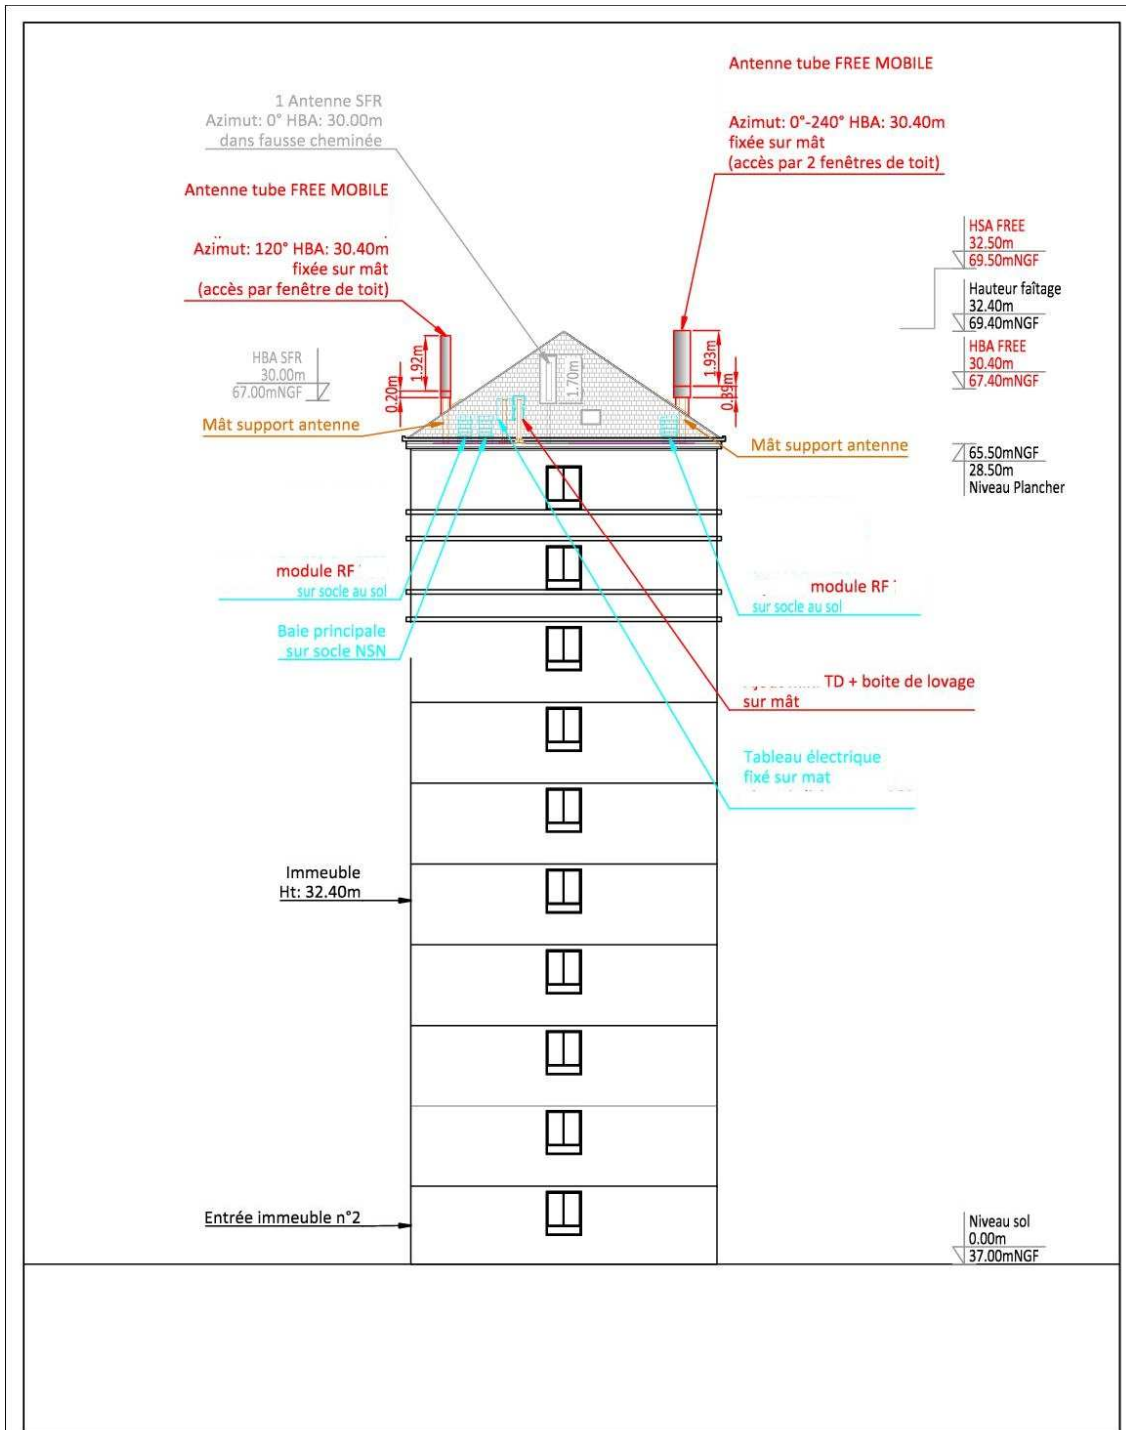 Antenne tube FREE MOBILE
Azimut: 0°-240° HBA: 30.40m
fixée sur mât
(accès par 2 fenêtres de toit)
1 Antenne SFR
Azimut: 0° HBA: 30.00m
dans fausse cheminée
Antenne tube FREE MOBILE
Azimut: 120° HBA: 30.40m
fixée sur mât
(accès par fenêtre de toit)
HSA FREE
32.50m
69.50mNGF
Hauteur faîtage
32.40m
69.40mNGF
HBA FREE
30.40m
67.40mNGF
HBA SFR
30.00m
67.00mNGF
1.92m
0.20m
1.70m
1.93m
0.39m
Mât support antenne
Mât support antenne
65.50mNGF
28.50m
Niveau Plancher
module RF
sur socle au sol
module RF
sur socle au sol
Baie principale
sur socle NSN
TD + boite de lovage
sur mât
Tableau électrique
fixé sur mat
Immeuble
Ht: 32.40m
Entrée immeuble n°2
Niveau sol
0.00m
37.00mNGF